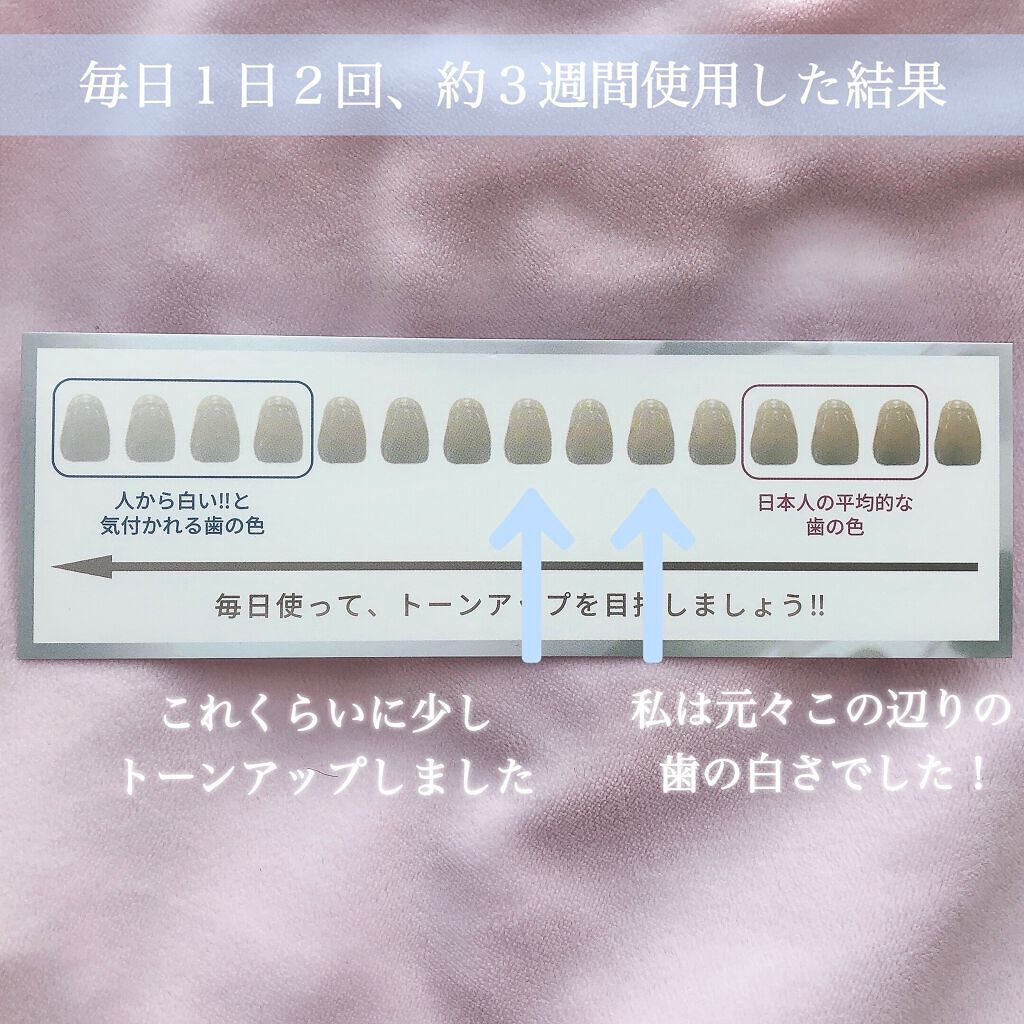 毎日１日２回、約３週間使用した結果
人から白い!!と
気付かれる歯の色
日本人の平均的な
歯の色
毎日使って、トーンアップを目指しましょう!!
これくらいに少し
トーンアップしました
私は元々この辺りの
歯の白さでした！